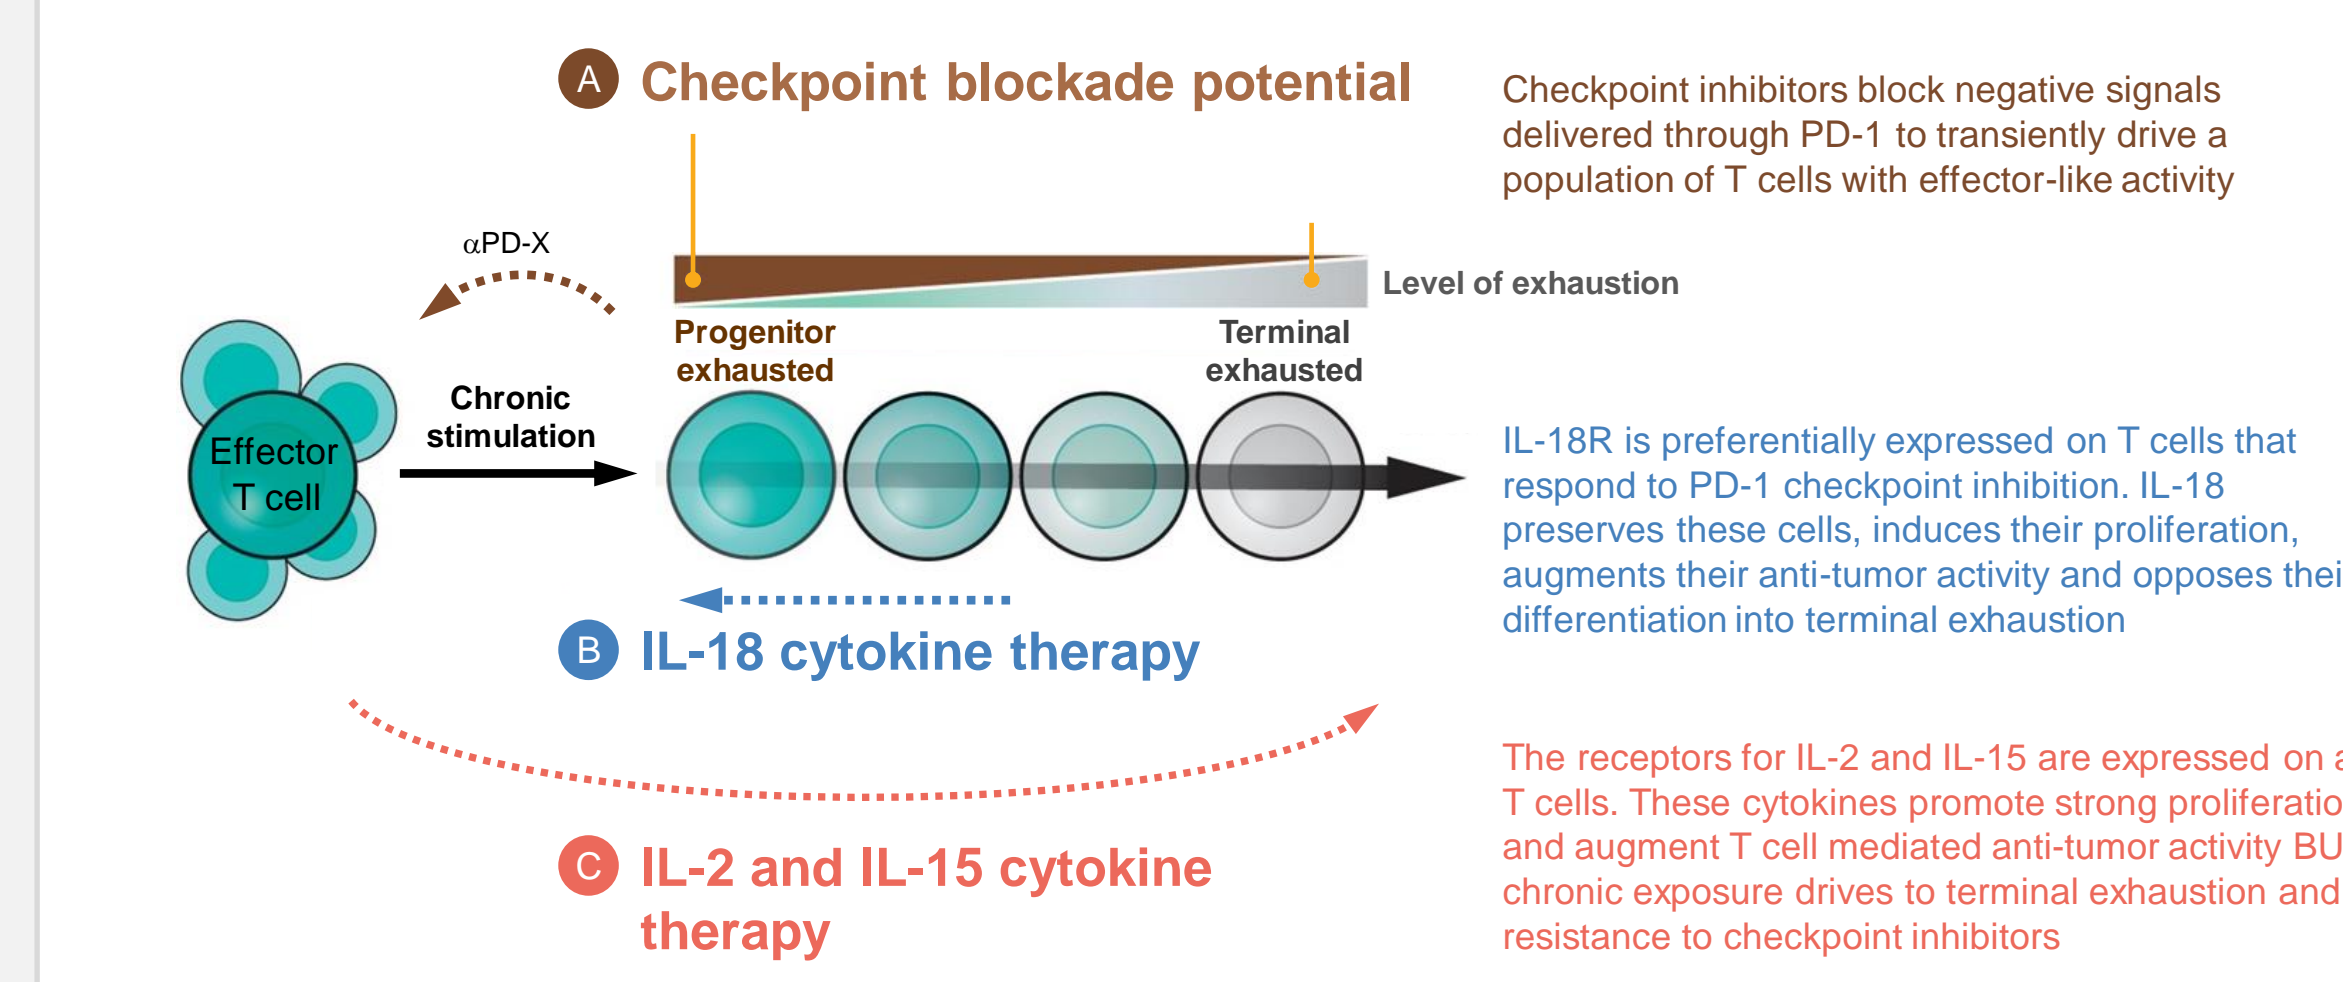 A Checkpoint blockade potential
Checkpoint inhibitors block negative signals
delivered through PD-1 to transiently drive a
population of T cells with effector-like activity
αPD-X
Level of exhaustion
Progenitor
exhausted
Terminal
exhausted
Chronic
stimulation
Effector
T cell
IL-18R is preferentially expressed on T cells that
respond to PD-1 checkpoint inhibition. IL-18
preserves these cells, induces their proliferation,
augments their anti-tumor activity and opposes
differentiation into terminal exhaustion
B IL-18 cytokine therapy
The receptors for IL-2 and IL-15 are expressed on
T cells. These cytokines promote strong
and augment T cell mediated anti-tumor activity
chronic exposure drives to terminal exhaustion and
resistance to checkpoint inhibitors
C IL-2 and IL-15 cytokine
therapy